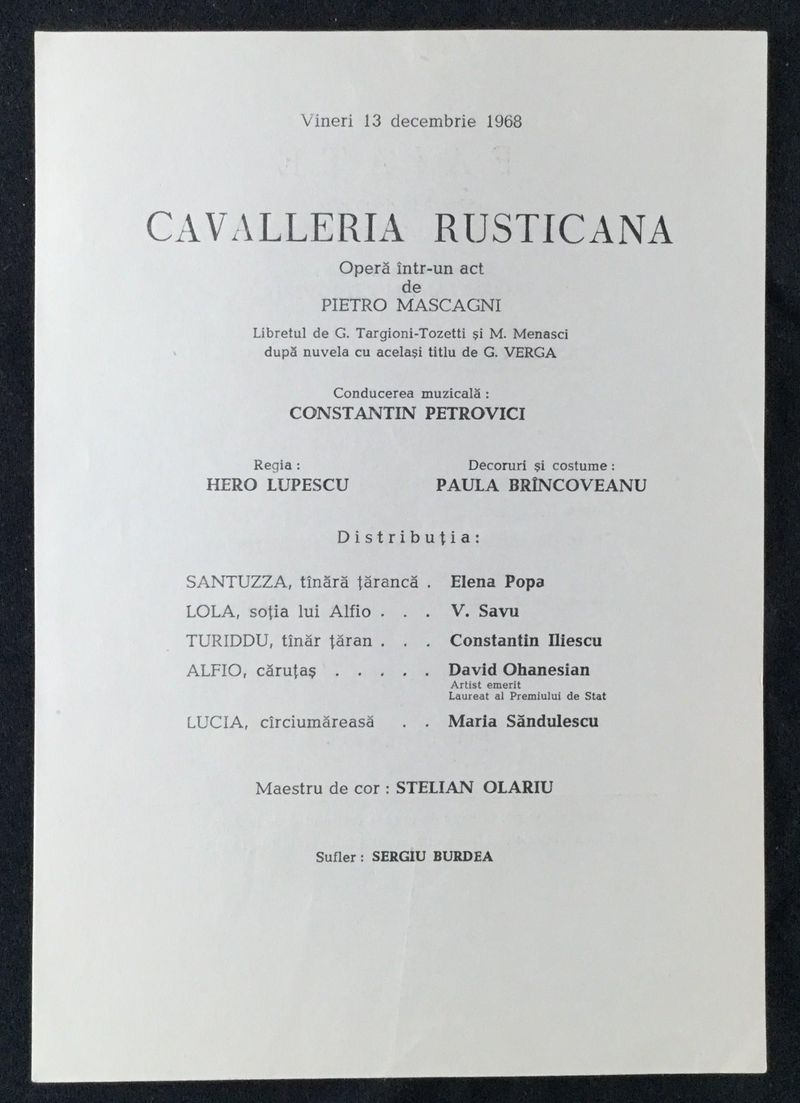 Vineri 13 decembrie 1968
CAVALLERIA RUSTICANA
Operă într-un act
de
PIETRO MASCAGNI
Libretul de G. Targioni-Tozetti și M. Menasci
după nuvela cu același titlu de G. VERGA
Conducerea muzicală :
CONSTANTIN PETROVICI
Regia :
HERO LUPESCU
Decoruri și costume :
PAULA BRÎNCOVEANU
Distribuția:
SANTUZZA, tînără țărancă . Elena Popa
LOLA, soția lui Alfio . . . V. Savu
TURIDDU, tînăr țăran . . . Constantin Iliescu
ALFIO, căruțaș . . . . . David Ohanesian
Artist emerit
Laureat al Premiului de Stat
LUCIA, cîrciumăreasă . . Maria Săndulescu
Maestru de cor : STELIAN OLARIU
Sufler : SERGIU BURDEA